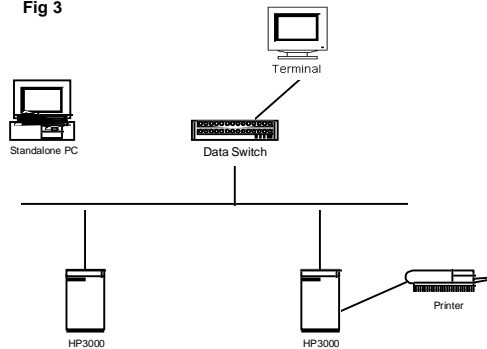 Fig 3
Terminal
Standalone PC
Data Switch
Printer
HP3000
HP3000